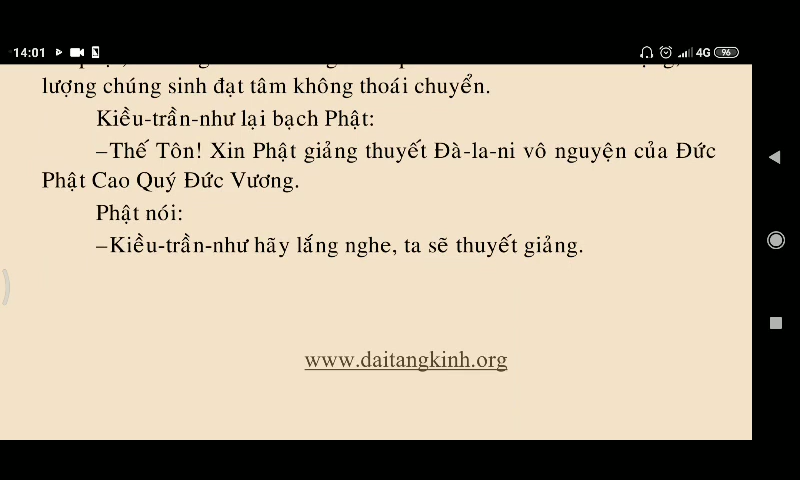 14:01
4G 96
lượng chúng sinh đạt tâm không thoái chuyển.
Kiều-trần-như lại bạch Phật:
–Thế Tôn! Xin Phật giảng thuyết Đà-la-ni vô nguyện của Đức
Phật Cao Quý Đức Vương.
Phật nói:
–Kiều-trần-như hãy lắng nghe, ta sẽ thuyết giảng.
www.daitangkinh.org